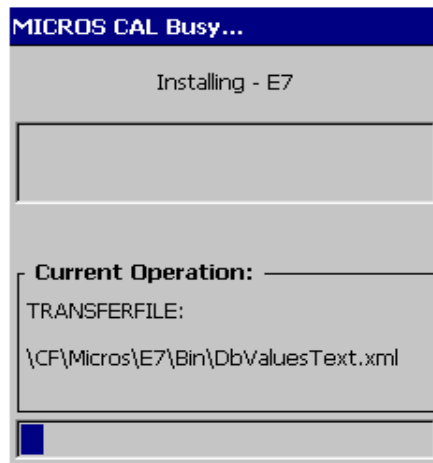 MICROS CAL Busy...
Installing - E7
Current Operation:
TRANSFERFILE:
\CF\Micros\E7\Bin\DbValuesText.xml